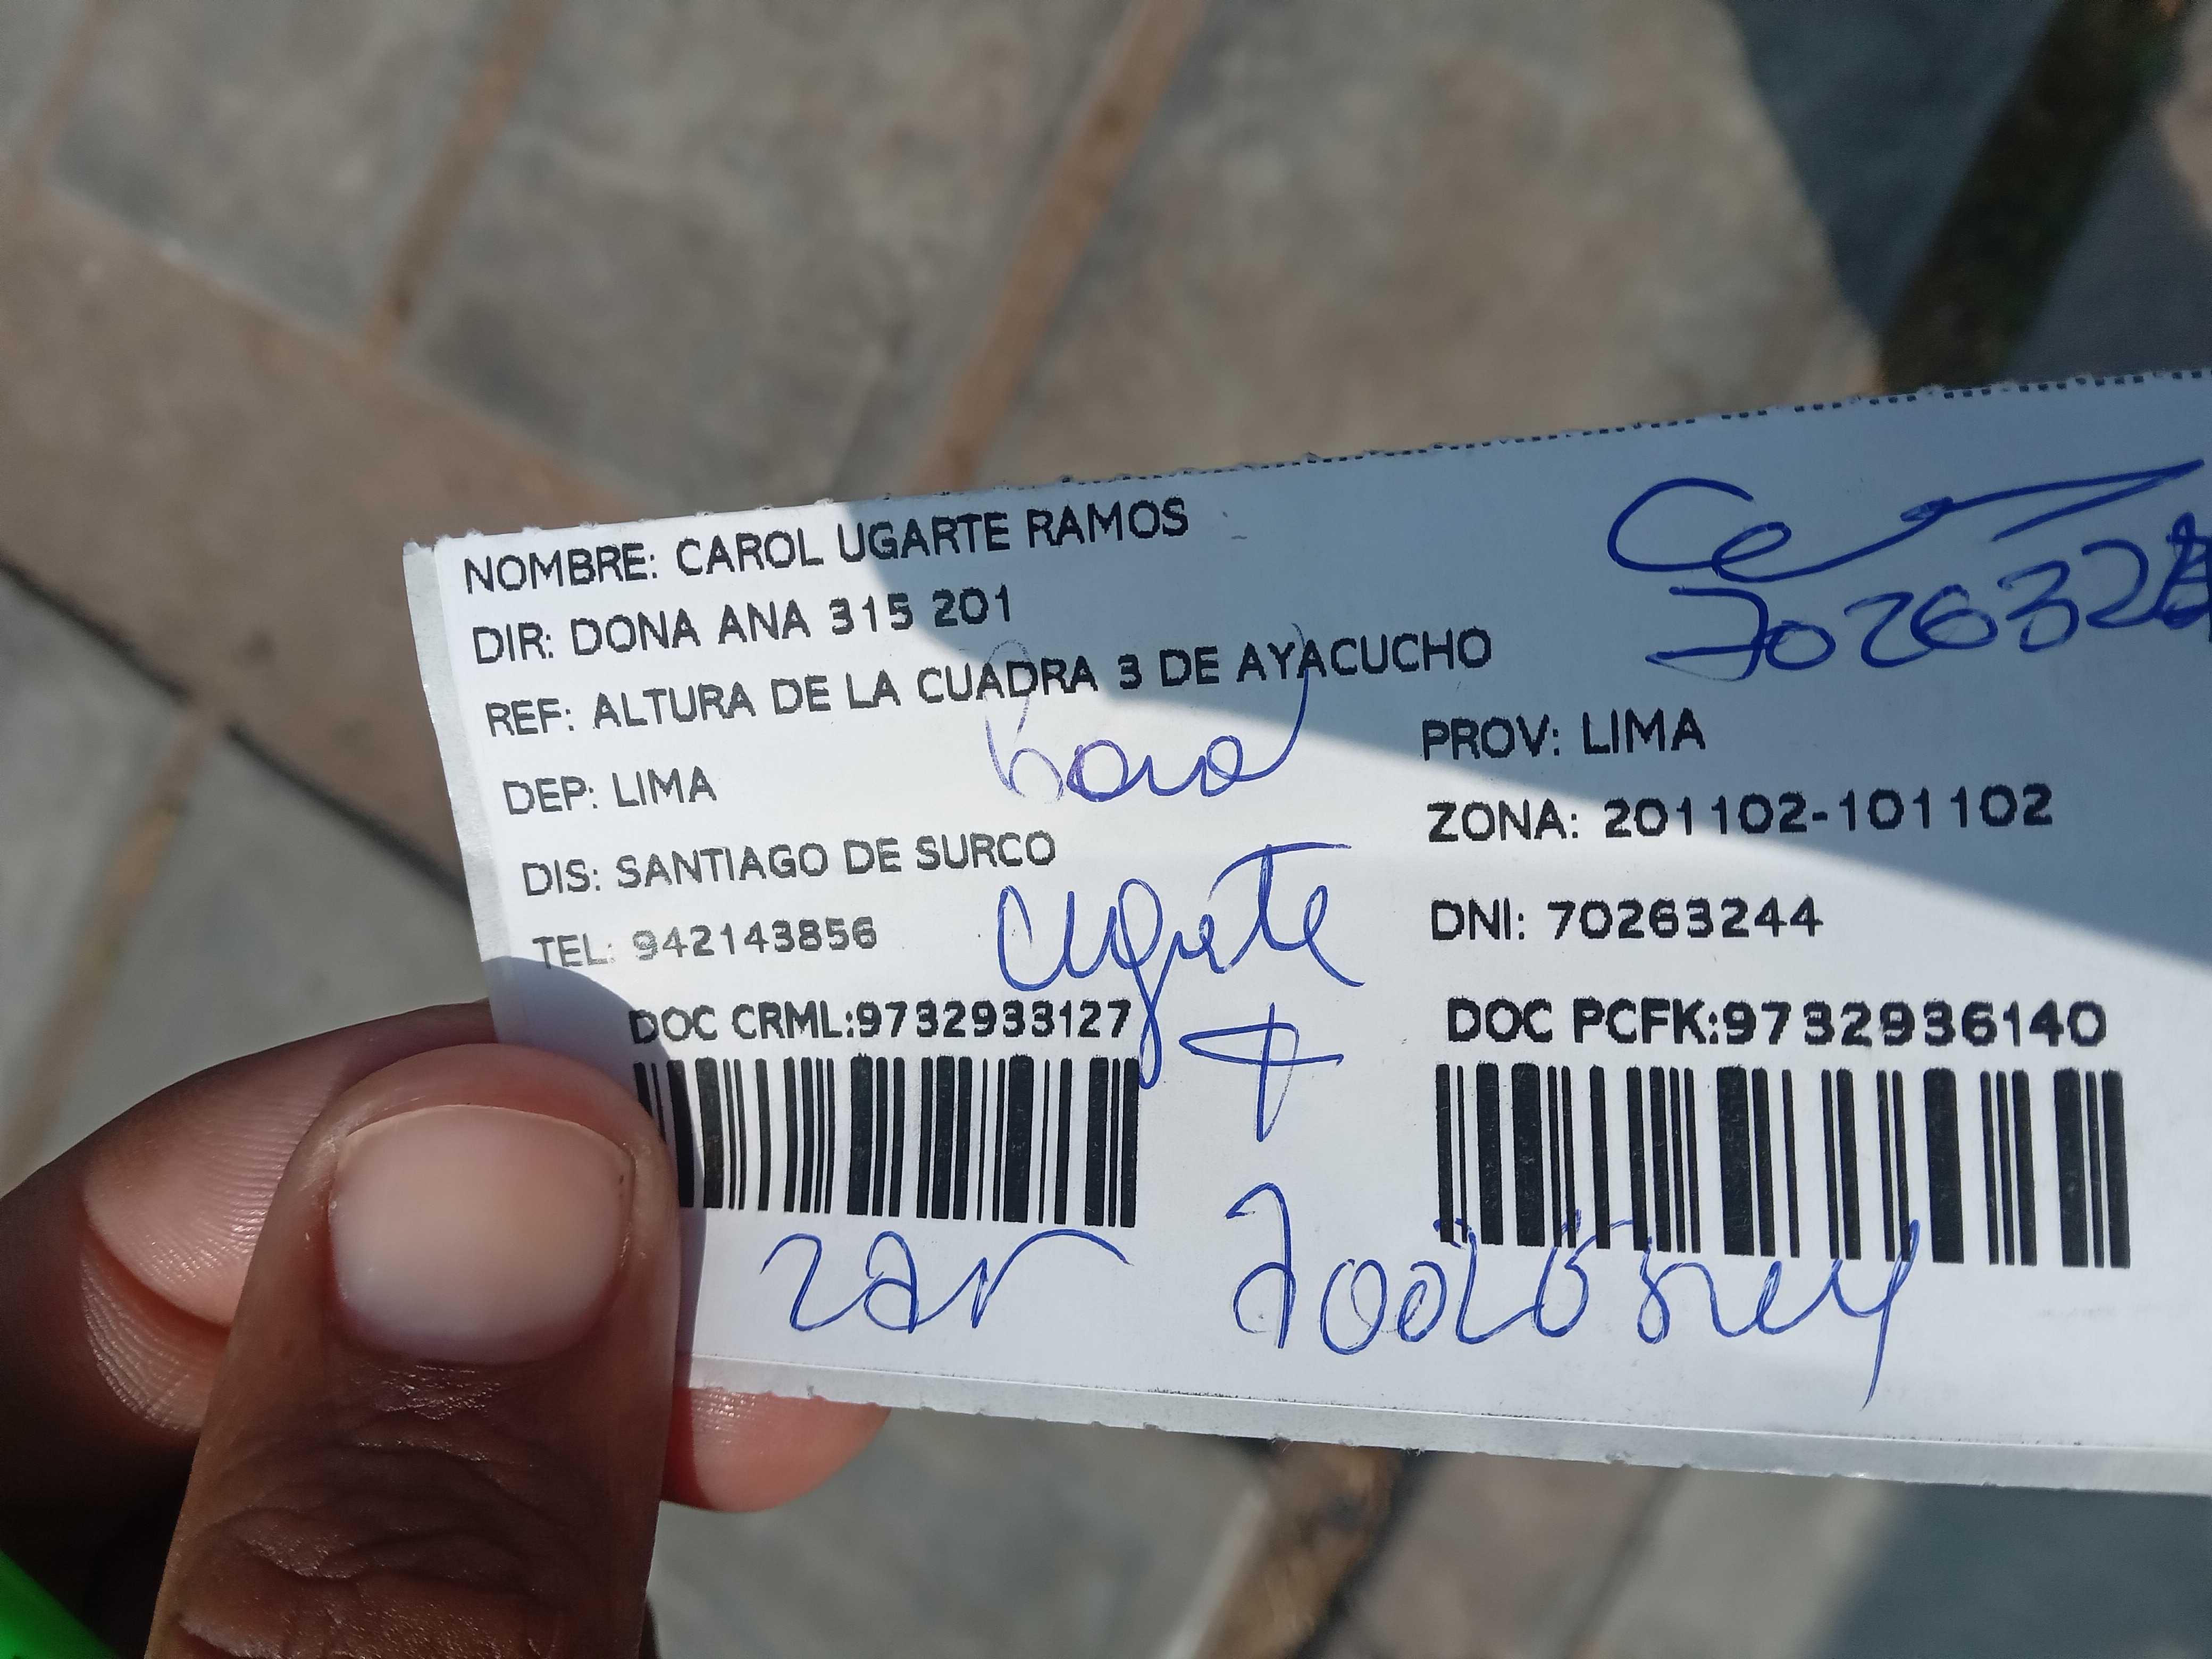 NOMBRE: CAROL UGARTE RAMOS
DIR: DONA ANA 315 201
REF: ALTURA DE LA CUADRA 3 DE AYACUCHO
DEP: LIMA
PROV: LIMA
DIS: SANTIAGO DE SURCO
ZONA: 201102-101102
TEL: 942143856
DNI: 70263244
Ugarte
DOC CRML:9732933127
DOC PCFK:9732936140